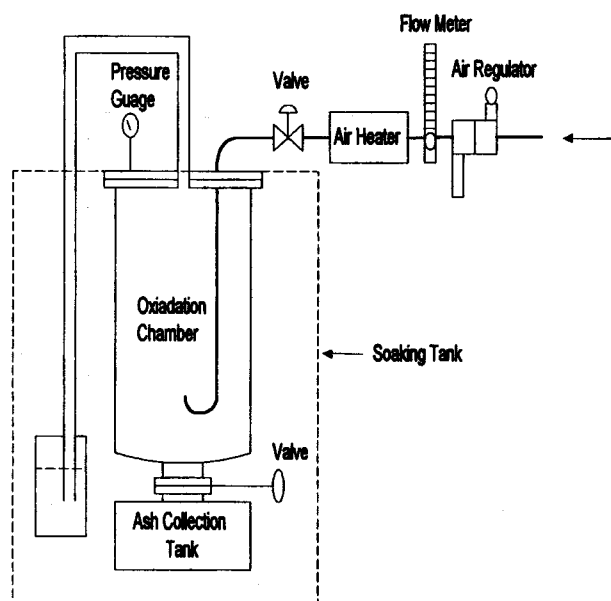 Flow Meter
Pressure
Guage
Valve
Air Regulator
Air Heater
Oxiadation
Chamber
Soaking Tank
Valve
Ash Collection
Tank